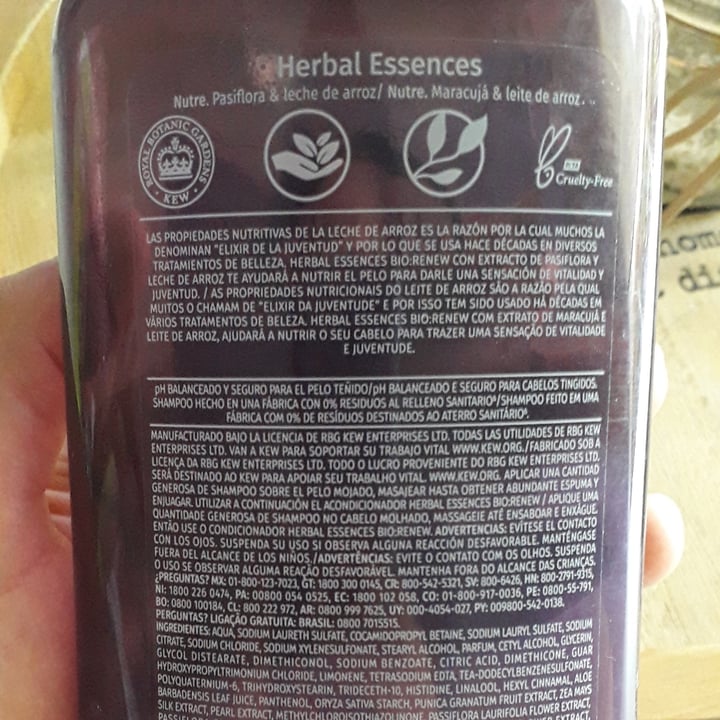 Herbal Essences
Nutre. Pasiflora & leche de arroz/ Nutre. Maracujá & leite de arroz.
ROYAL BOTANIC GARDENS
KEW
PETA
Cruelty-Free
LAS PROPIEDADES NUTRITIVAS DE LA LECHE DE ARROZ ES LA RAZÓN POR LA CUAL MUCHOS LA
DENOMINAN "ELIXIR DE LA JUVENTUD" Y POR LO QUE SE USA HACE DÉCADAS EN DIVERSOS
TRATAMIENTOS DE BELLEZA. HERBAL ESSENCES BIO:RENEW CON EXTRACTO DE PASIFLORA Y
LECHE DE ARROZ TE AYUDARÁ A NUTRIR EL PELO PARA DARLE UNA SENSACIÓN DE VITALIDAD Y
JUVENTUD. / AS PROPIEDADES NUTRICIONAIS DO LEITE DE ARROZ SÃO A RAZÃO PELA QUAL
MUITOS O CHAMAM DE "ELIXIR DA JUVENTUDE" E POR ISSO TEM SIDO USADO HÁ DÉCADAS EM
VÁRIOS TRATAMENTOS DE BELEZA. HERBAL ESSENCES BIO:RENEW COM EXTRATO DE MARACUJÁ E
LEITE DE ARROZ, AJUDARÁ A NUTRIR O SEU CABELO PARA TRAZER UMA SENSAÇÃO DE VITALIDADE
E JUVENTUDE.
pH BALANCEADO Y SEGURO PARA EL PELO TEÑIDO/pH BALANCEADO E SEGURO PARA CABELOS TINGIDOS.
SHAMPOO HECHO EN UNA FÁBRICA CON 0% RESIDUOS AL RELLENO SANITARIO*/SHAMPOO FEITO EM UMA
FÁBRICA COM 0% DE RESÍDUOS DESTINADOS AO ATERRO SANITÁRIO*.
MANUFACTURADO BAJO LA LICENCIA DE RBG KEW ENTERPRISES LTD. TODAS LAS UTILIDADES DE RBG KEW
ENTERPRISES LTD. VAN A KEW PARA SOPORTAR SU TRABAJO VITAL WWW.KEW.ORG./FABRICADO SOB A
LICENÇA DA RBG KEW ENTERPRISES LTD. TODO O LUCRO PROVENIENTE DO RBG KEW ENTERPRISES LTD.
SERÁ DESTINADO AO KEW PARA APOIAR SEU TRABALHO VITAL. WWW.KEW.ORG. APLICAR UNA CANTIDAD
GENEROSA DE SHAMPOO SOBRE EL PELO MOJADO, MASAJEAR HASTA OBTENER ABUNDANTE ESPUMA Y
ENJUAGAR. UTILIZAR A CONTINUACIÓN EL ACONDICIONADOR HERBAL ESSENCES BIO:RENEW / APLIQUE UMA
QUANTIDADE GENEROSA DE SHAMPOO NO CABELO MOLHADO, MASSAGEIE ATÉ ENSABOAR E ENXÁGUE.
ENTÃO USE O CONDICIONADOR HERBAL ESSENCES BIO:RENEW. ADVERTENCIAS: EVÍTESE EL CONTACTO
CON LOS OJOS. SUSPENDA SU USO SI OBSERVA ALGUNA REACCIÓN DESFAVORABLE. MANTÉNGASE
FUERA DEL ALCANCE DE LOS NIÑOS./ADVERTÊNCIAS: EVITE O CONTATO COM OS OLHOS. SUSPENDA
O USO SE OBSERVAR ALGUMA REAÇÃO DESFAVORÁVEL. MANTENHA FORA DO ALCANCE DAS CRIANÇAS.
¿PREGUNTAS? MX: 01-800-123-7023, GT: 1800 300 0145, CR: 800-542-5321, SV: 800-6426, HN: 800-2791-9315,
NI: 1800 226 0474, PA: 00800 054 0525, EC: 1800 102 058, CO: 01-800-917-0036, PE: 0800-55-791,
BO: 0800 100184, CL: 800 222 972, AR: 0800 999 7625, UY: 000-4054-027, PY: 009800-542-0138.
PERGUNTAS? LIGAÇÃO GRATUITA: BRASIL: 0800 7015515.
INGREDIENTES: AQUA, SODIUM LAURETH SULFATE, COCAMIDOPROPYL BETAINE, SODIUM LAURYL SULFATE, SODIUM
CITRATE, SODIUM CHLORIDE, SODIUM XYLENESULFONATE, STEARYL ALCOHOL, PARFUM, CETYL ALCOHOL, GLYCERIN,
GLYCOL DISTEARATE, DIMETHICONOL, SODIUM BENZOATE, CITRIC ACID, DIMETHICONE, GUAR
HYDROXYPROPYLTRIMONIUM CHLORIDE, LIMONENE, TETRASODIUM EDTA, TEA-DODECYLBENZENESULFONATE,
POLYQUATERNIUM-6, TRIHYDROXYSTEARIN, TRIDECETH-10, HISTIDINE, LINALOOL, HEXYL CINNAMAL, ALOE
BARBADENSIS LEAF JUICE, PANTHENOL, ORYZA SATIVA STARCH, PUNICA GRANATUM FRUIT EXTRACT, ZEA MAYS
SILK EXTRACT, PEARL EXTRACT, METHYLCHLOROISOTHIAZOLINONE, PASSIFLORA LAURIFOLIA FLOWER EXTRACT,